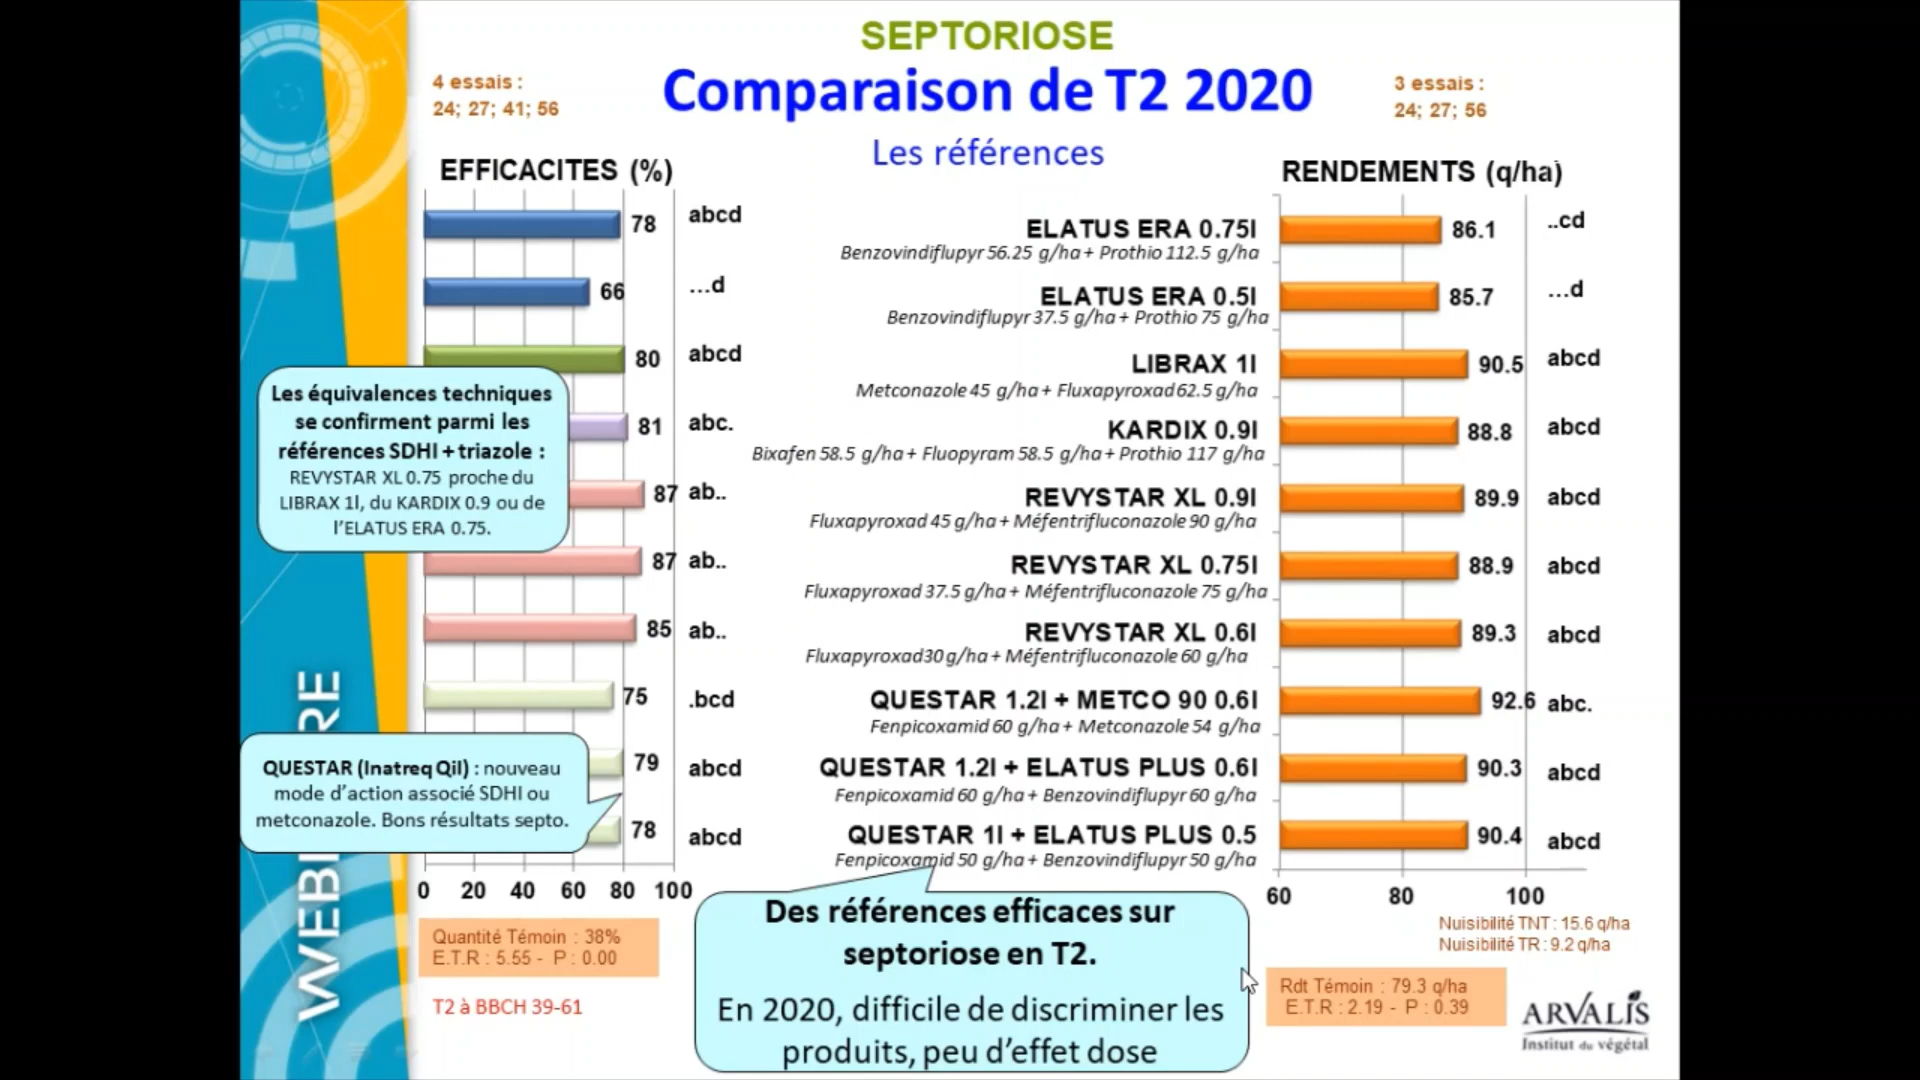 SEPTORIOSE
Comparaison de T2 2020
Les références
4 essais :
24; 27; 41; 56
3 essais :
24; 27; 56
EFFICACITES (%)
RENDEMENTS (q/ha)
78 abcd
ELATUS ERA 0.75l
Benzovindiflupyr 56.25 g/ha + Prothio 112.5 g/ha
86.1 ..cd
66 ...d
ELATUS ERA 0.5l
Benzovindiflupyr 37.5 g/ha + Prothio 75 g/ha
85.7 ...d
80 abcd
LIBRAX 1l
Metconazole 45 g/ha + Fluxapyroxad 62.5 g/ha
90.5 abcd
81 abc.
KARDIX 0.9l
Bixafen 58.5 g/ha + Fluopyram 58.5 g/ha + Prothio 117 g/ha
88.8 abcd
87 ab..
REVYSTAR XL 0.9l
Fluxapyroxad 45 g/ha + Méfentrifluconazole 90 g/ha
89.9 abcd
87 ab..
REVYSTAR XL 0.75l
Fluxapyroxad 37.5 g/ha + Méfentrifluconazole 75 g/ha
88.9 abcd
85 ab..
REVYSTAR XL 0.6l
Fluxapyroxad30 g/ha + Méfentrifluconazole 60 g/ha
89.3 abcd
75 .bcd
QUESTAR 1.2l + METCO 90 0.6l
Fenpicoxamid 60 g/ha + Metconazole 54 g/ha
92.6 abc.
79 abcd
QUESTAR 1.2l + ELATUS PLUS 0.6l
Fenpicoxamid 60 g/ha + Benzovindiflupyr 60 g/ha
90.3 abcd
78 abcd
QUESTAR 1l + ELATUS PLUS 0.5
Fenpicoxamid 50 g/ha + Benzovindiflupyr 50 g/ha
90.4 abcd
0 20 40 60 80 100
60 80 100
Les équivalences techniques
se confirment parmi les
références SDHI + triazole :
REVYSTAR XL 0.75 proche du
LIBRAX 1l, du KARDIX 0.9 ou de
l'ELATUS ERA 0.75.
QUESTAR (Inatreq Qil) : nouveau
mode d'action associé SDHI ou
metconazole. Bons résultats septo.
Des références efficaces sur
septoriose en T2.
En 2020, difficile de discriminer les
produits, peu d'effet dose
Quantité Témoin : 38%
E.T.R : 5.55 - P : 0.00
T2 à BBCH 39-61
Nuisibilité TNT : 15.6 q/ha
Nuisibilité TR : 9.2 q/ha
Rdt Témoin : 79.3 q/ha
E.T.R : 2.19 - P : 0.39
ARVALIS
Institut du végétal